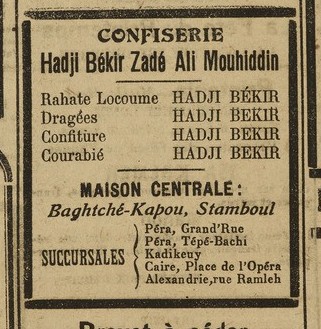 CONFISERIE
Hadji Békir Zadé Ali Mouhiddin
Rahate Locoume HADJI BÉKIR
Dragées HADJI BEKIR
Confitüre HADJI BEKIR
Courabié HADJI BEKIR
MAISON CENTRALE:
Baghtché-Kapou, Stamboul
SUCCURSALES
Péra, Grand'Rue
Péra, Tépé-Bachi
Kadikeuy
Caire, Place de l'Opéra
Alexandrie, rue Ramleh